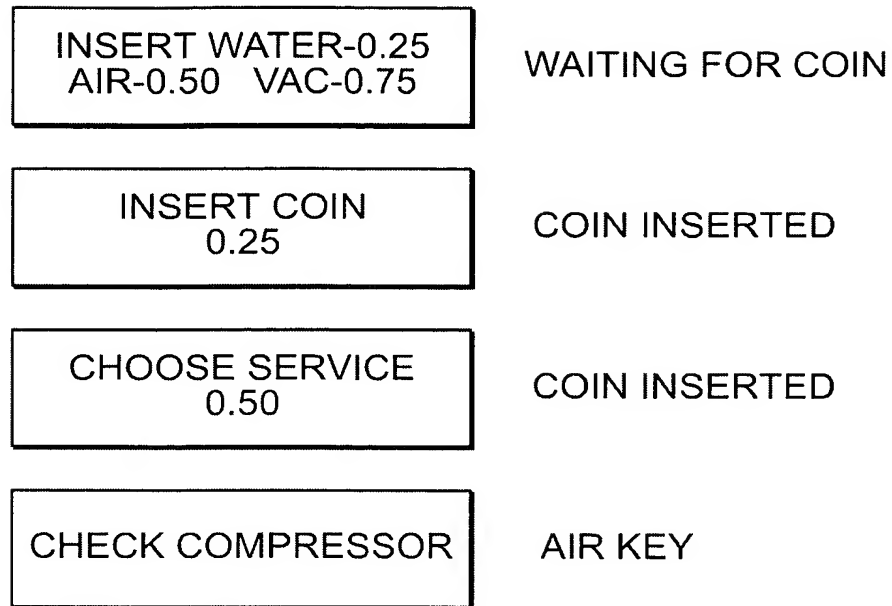 INSERT WATER-0.25
AIR-0.50 VAC-0.75
WAITING FOR COIN
INSERT COIN
0.25
COIN INSERTED
CHOOSE SERVICE
0.50
COIN INSERTED
CHECK COMPRESSOR
AIR KEY